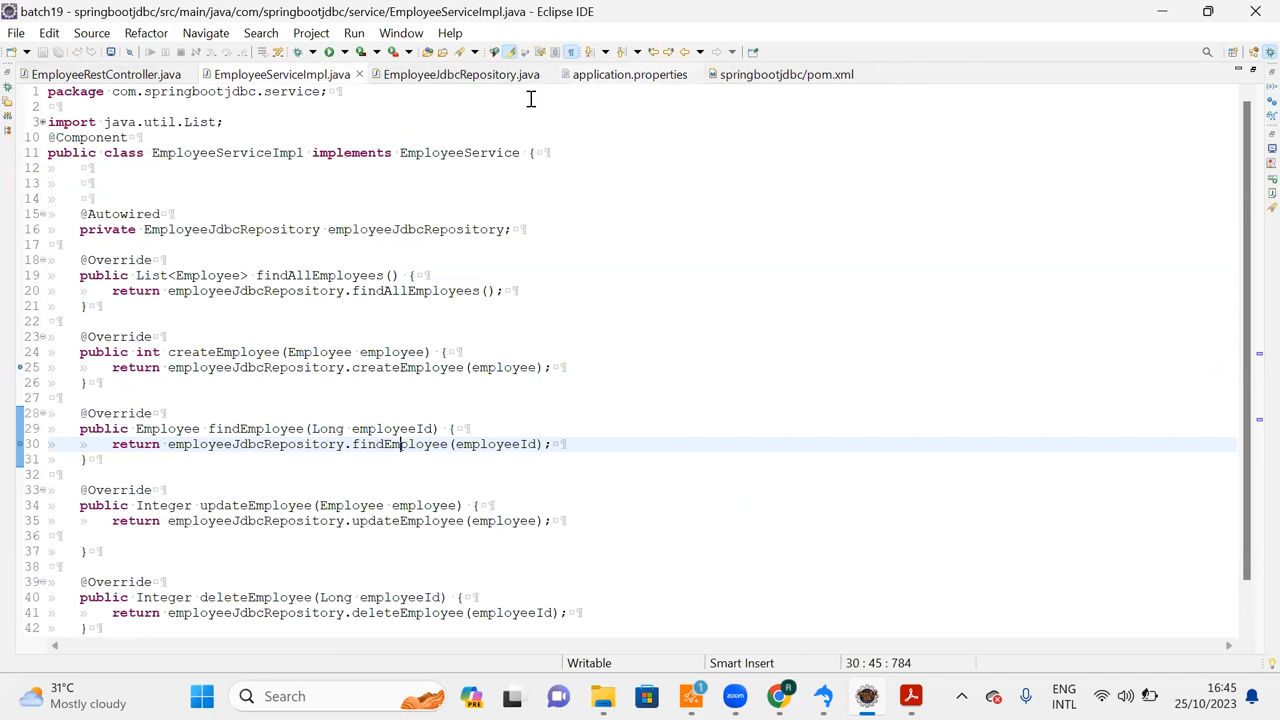 batch19 - springbootjdbc/src/main/java/com/springbootjdbc/service/EmployeeServiceImpl.java - Eclipse IDE
File Edit Source Refactor Navigate Search Project Run Window Help
EmployeeRestController.java EmployeeServiceImpl.java EmployeeJdbcRepository.java application.properties springbootjdbc/pom.xml
1 package com.springbootjdbc.service;
2
3 import java.util.List;
10 @Component
11 public class EmployeeServiceImpl implements EmployeeService {
12
13
14
15 @Autowired
16 private EmployeeJdbcRepository employeeJdbcRepository;
17
18 @Override
19 public List<Employee> findAllEmployees() {
20 return employeeJdbcRepository.findAllEmployees();
21 }
22
23 @Override
24 public int createEmployee(Employee employee) {
25 return employeeJdbcRepository.createEmployee(employee);
26 }
27
28 @Override
29 public Employee findEmployee(Long employeeId) {
30 return employeeJdbcRepository.findEmployee(employeeId);
31 }
32
33 @Override
34 public Integer updateEmployee(Employee employee) {
35 return employeeJdbcRepository.updateEmployee(employee);
36
37 }
38
39 @Override
40 public Integer deleteEmployee(Long employeeId) {
41 return employeeJdbcRepository.deleteEmployee(employeeId);
42 }
Writable Smart Insert 30 : 45 : 784
31°C
Mostly cloudy
Search
PRE
1
zoom
R
ENG
INTL
16:45
25/10/2023